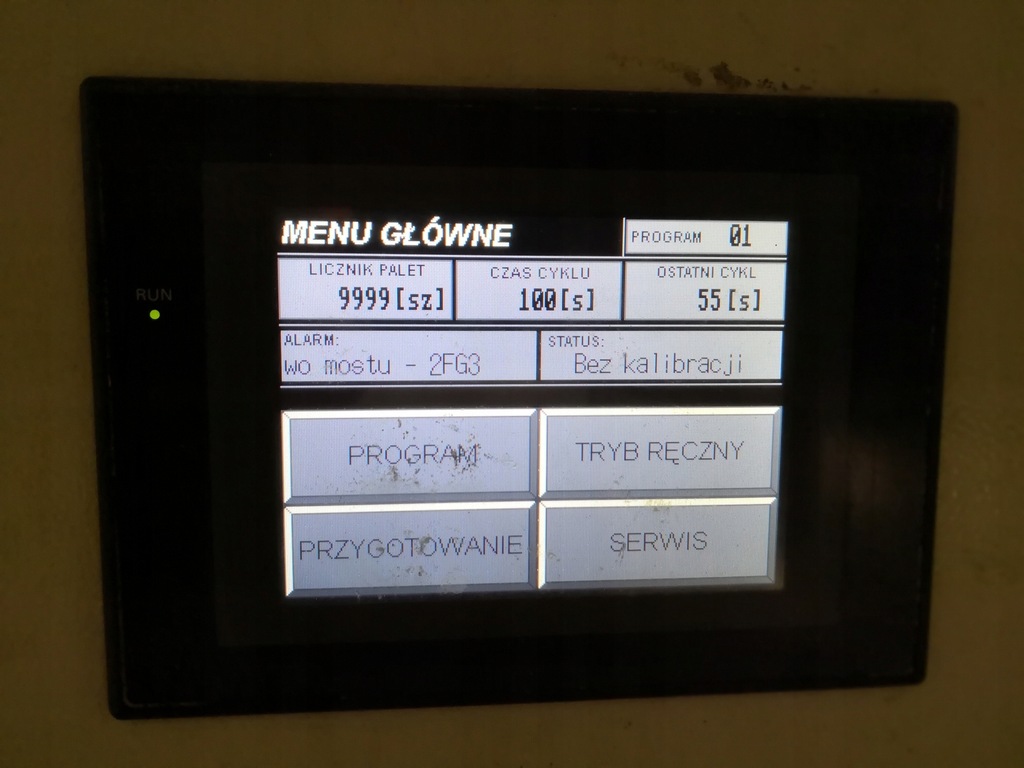 MENU GŁÓWNE
PROGRAM 01
LICZNIK PALET
9999[sz]
CZAS CYKLU
100[s]
OSTATNI CYKL
55[s]
RUN
ALARM:
wo mostu - 2FG3
STATUS:
Bez kalibracji
PROGRAM
TRYB RĘCZNY
PRZYGOTOWANIE
SERWIS